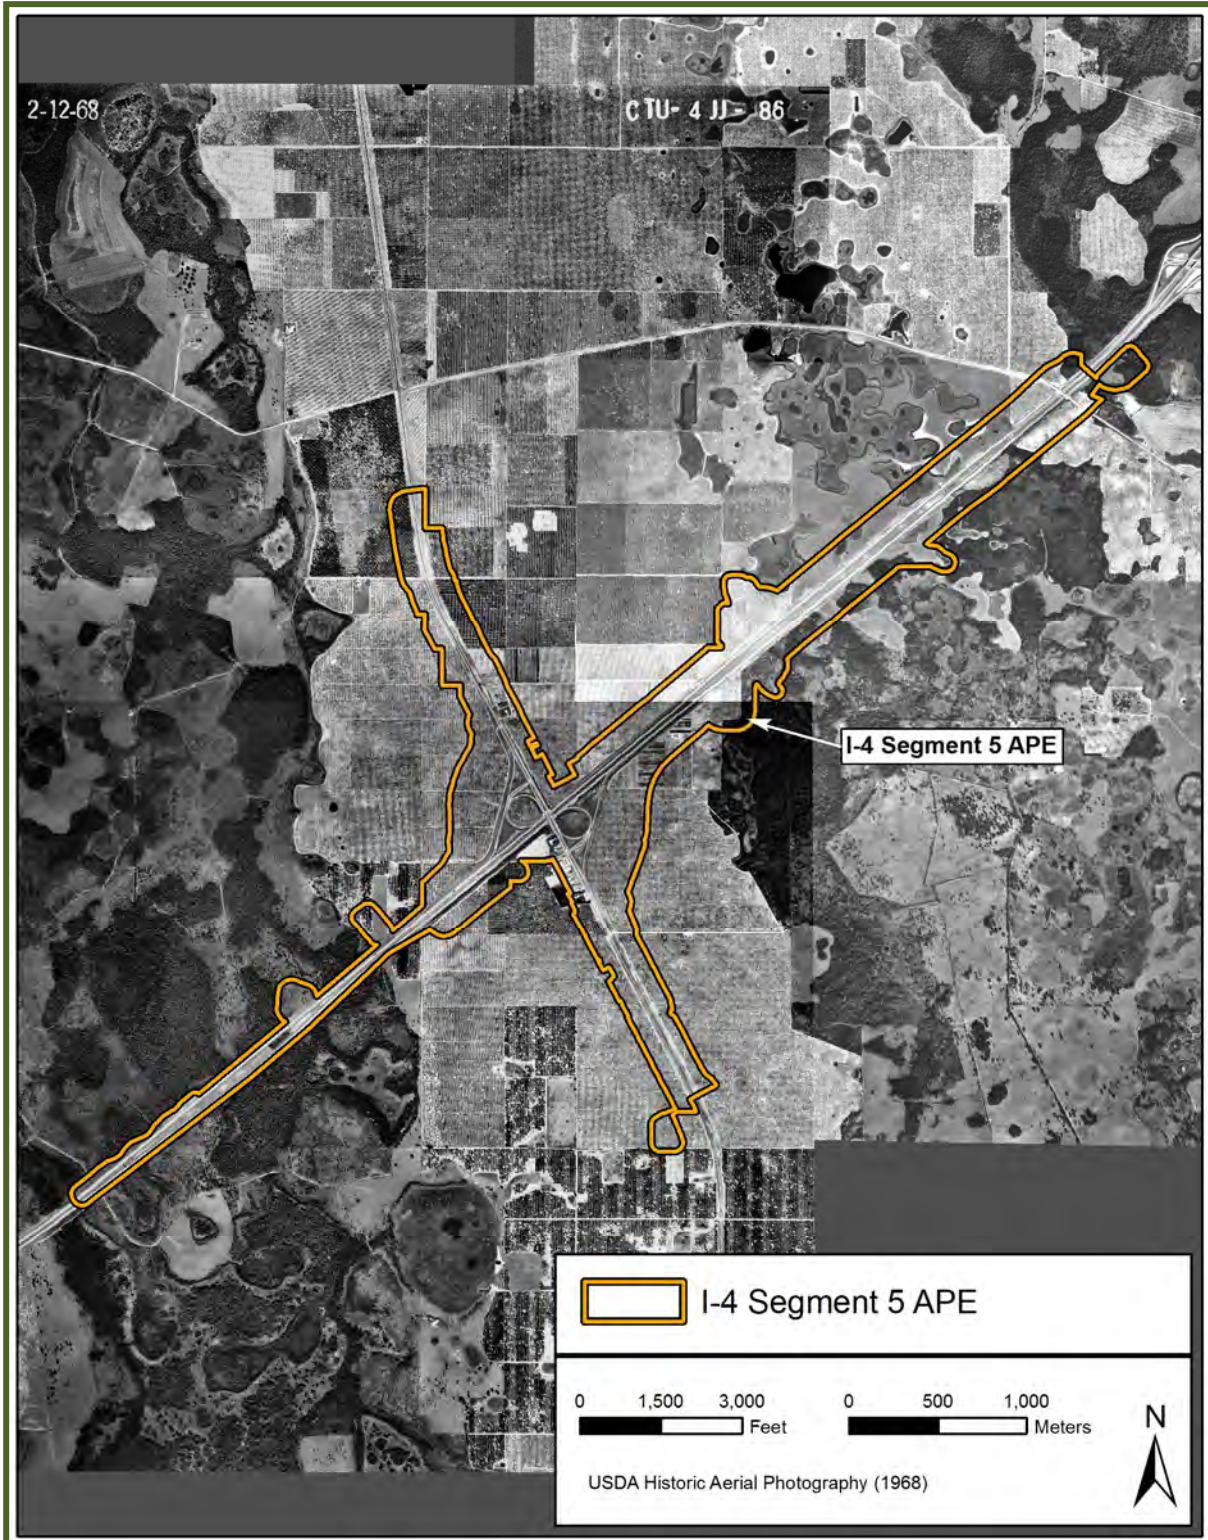 2-12-68
CTU-4 JJ- 86
I-4 Segment 5 APE
I-4 Segment 5 APE
0 1,500 3,000
Feet
0 500 1,000
Meters
N
USDA Historic Aerial Photography (1968)